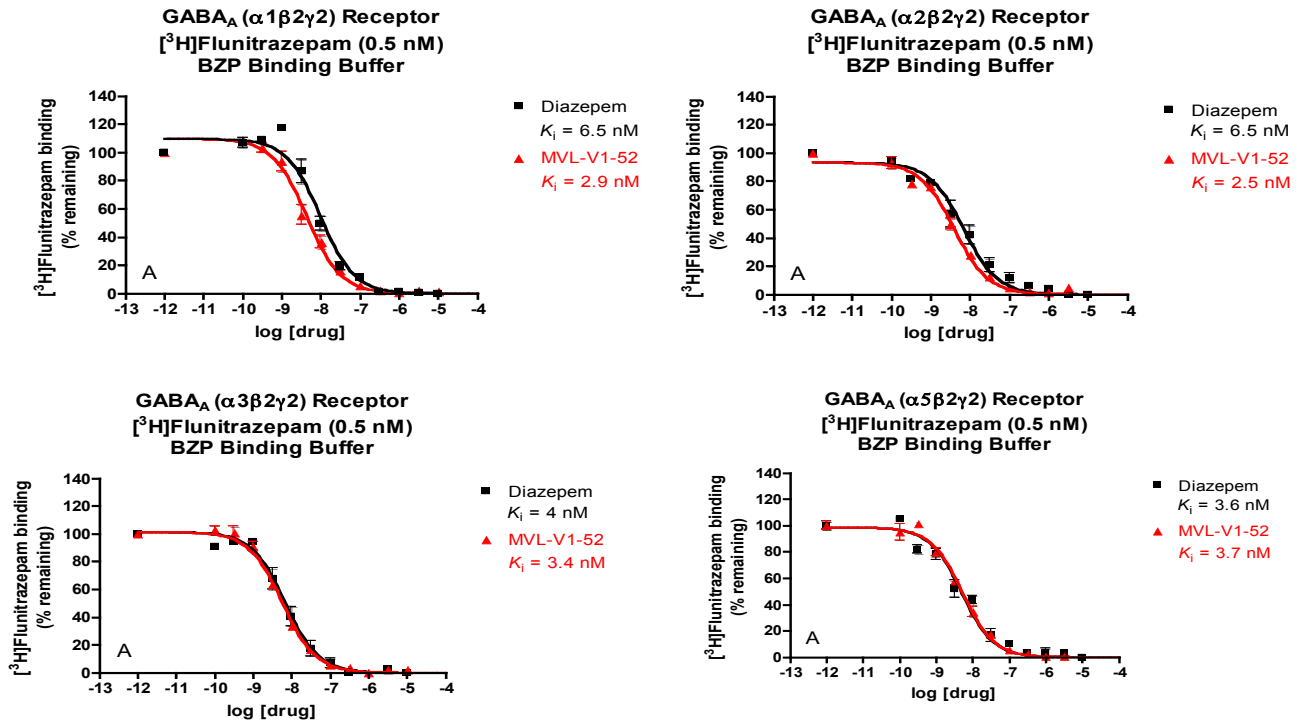 GABAA (α1β2γ2) Receptor
[³H]Flunitrazepam (0.5 nM)
BZP Binding Buffer
[³H]Flunitrazepam binding
(% remaining)
140
120
100
80
60
40
20
0
A
-13 -12 -11 -10 -9 -8 -7 -6 -5 -4
log [drug]
Diazepem
Ki = 6.5 nM
MVL-V1-52
Ki = 2.9 nM
GABAA (α2β2γ2) Receptor
[³H]Flunitrazepam (0.5 nM)
BZP Binding Buffer
[³H]Flunitrazepam binding
(% remaining)
140
120
100
80
60
40
20
0
A
-13 -12 -11 -10 -9 -8 -7 -6 -5 -4
log [drug]
Diazepem
Ki = 6.5 nM
MVL-V1-52
Ki = 2.5 nM
GABAA (α3β2γ2) Receptor
[³H]Flunitrazepam (0.5 nM)
BZP Binding Buffer
[³H]Flunitrazepam binding
(% remaining)
140
120
100
80
60
40
20
0
A
-13 -12 -11 -10 -9 -8 -7 -6 -5 -4
log [drug]
Diazepem
Ki = 4 nM
MVL-V1-52
Ki = 3.4 nM
GABAA (α5β2γ2) Receptor
[³H]Flunitrazepam (0.5 nM)
BZP Binding Buffer
[³H]Flunitrazepam binding
(% remaining)
140
120
100
80
60
40
20
0
A
-13 -12 -11 -10 -9 -8 -7 -6 -5 -4
log [drug]
Diazepem
Ki = 3.6 nM
MVL-V1-52
Ki = 3.7 nM